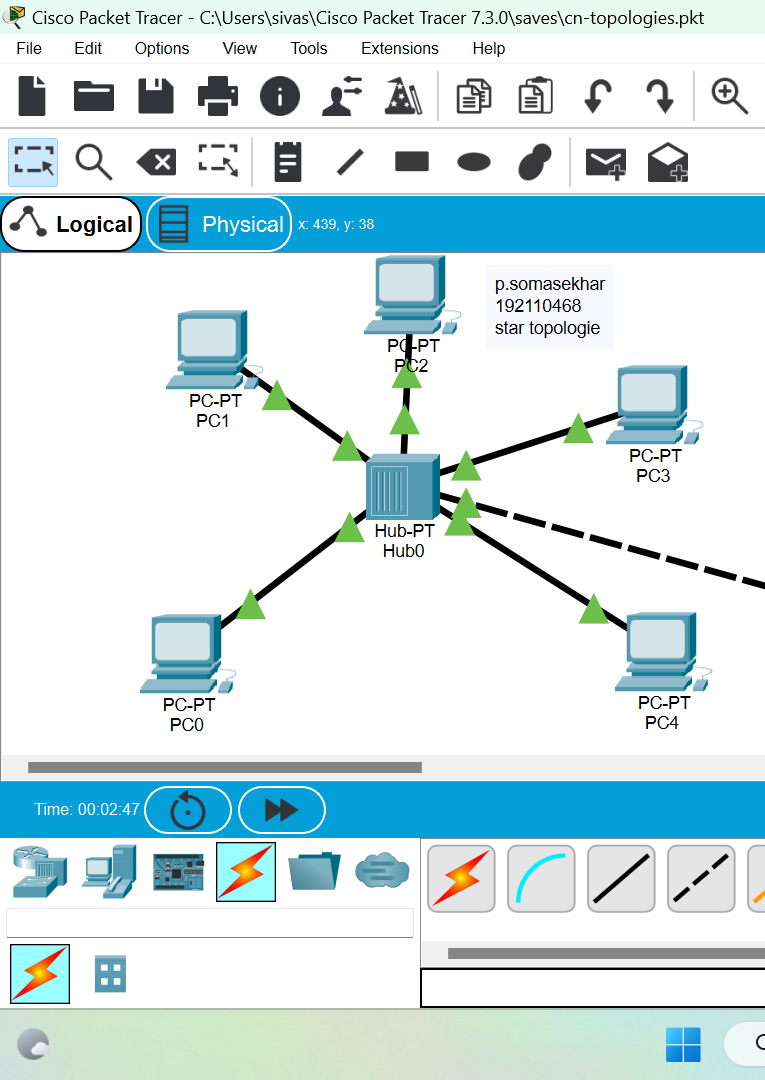 Cisco Packet Tracer - C:\Users\sivas\Cisco Packet Tracer 7.3.0\saves\cn-topologies.pkt
File Edit Options View Tools Extensions Help
Logical Physical x: 439, y: 38
p.somasekhar
192110468
star topologie
PC-PT
PC2
PC-PT
PC1
PC-PT
PC3
Hub-PT
Hub0
PC-PT
PC0
PC-PT
PC4
Time: 00:02:47